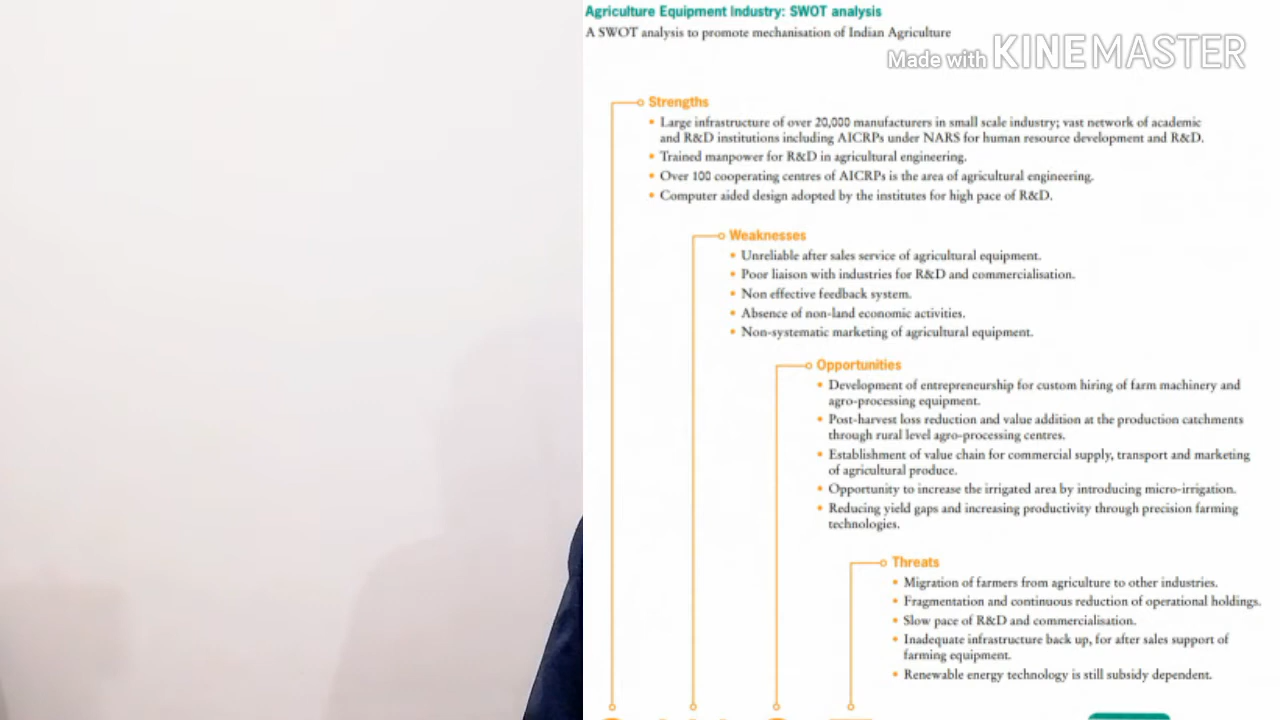 Agriculture Equipment Industry: SWOT analysis
A SWOT analysis to promote mechanisation of Indian Agriculture
Made with KINEMASTER
Strengths
• Large infrastructure of over 20,000 manufacturers in small scale industry; vast network of academic
and R&D institutions including AICRPs under NARS for human resource development and R&D.
• Trained manpower for R&D in agricultural engineering.
• Over 100 cooperating centres of AICRPs is the area of agricultural engineering.
• Computer aided design adopted by the institutes for high pace of R&D.
Weaknesses
• Unreliable after sales service of agricultural equipment.
• Poor liaison with industries for R&D and commercialisation.
• Non effective feedback system.
• Absence of non-land economic activities.
• Non-systematic marketing of agricultural equipment.
Opportunities
• Development of entrepreneurship for custom hiring of farm machinery and
agro-processing equipment.
• Post-harvest loss reduction and value addition at the production catchments
through rural level agro-processing centres.
• Establishment of value chain for commercial supply, transport and marketing
of agricultural produce.
• Opportunity to increase the irrigated area by introducing micro-irrigation.
• Reducing yield gaps and increasing productivity through precision farming
technologies.
Threats
• Migration of farmers from agriculture to other industries.
• Fragmentation and continuous reduction of operational holdings.
• Slow pace of R&D and commercialisation.
• Inadequate infrastructure back up, for after sales support of
farming equipment.
• Renewable energy technology is still subsidy dependent.